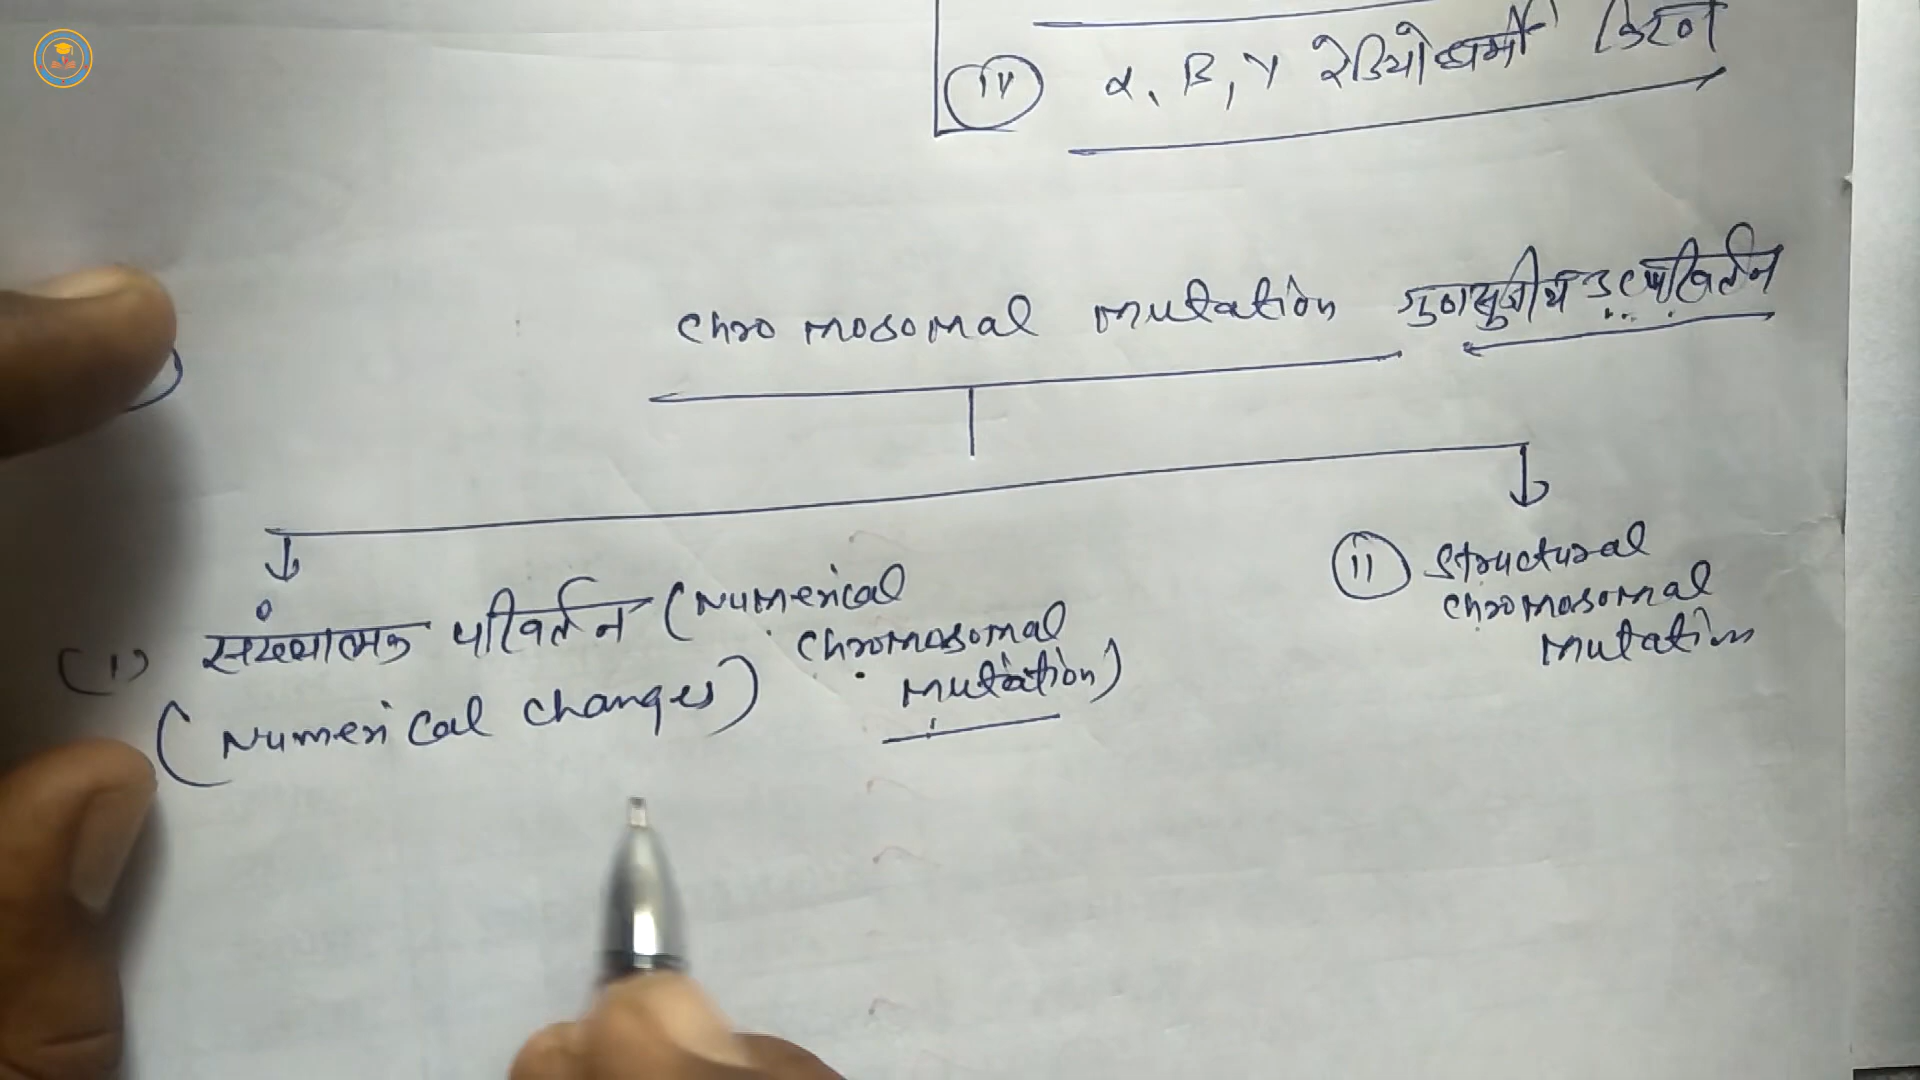 (iv) α, β, γ रेडियोधर्मी किरण
chromosomal mutation गुणसुत्रीय उत्परिवर्तन
(i) संख्यात्मक परिवर्तन (Numerical chromosomal mutation)
(Numerical changes)
(ii) Structural
chromosomal
mutation